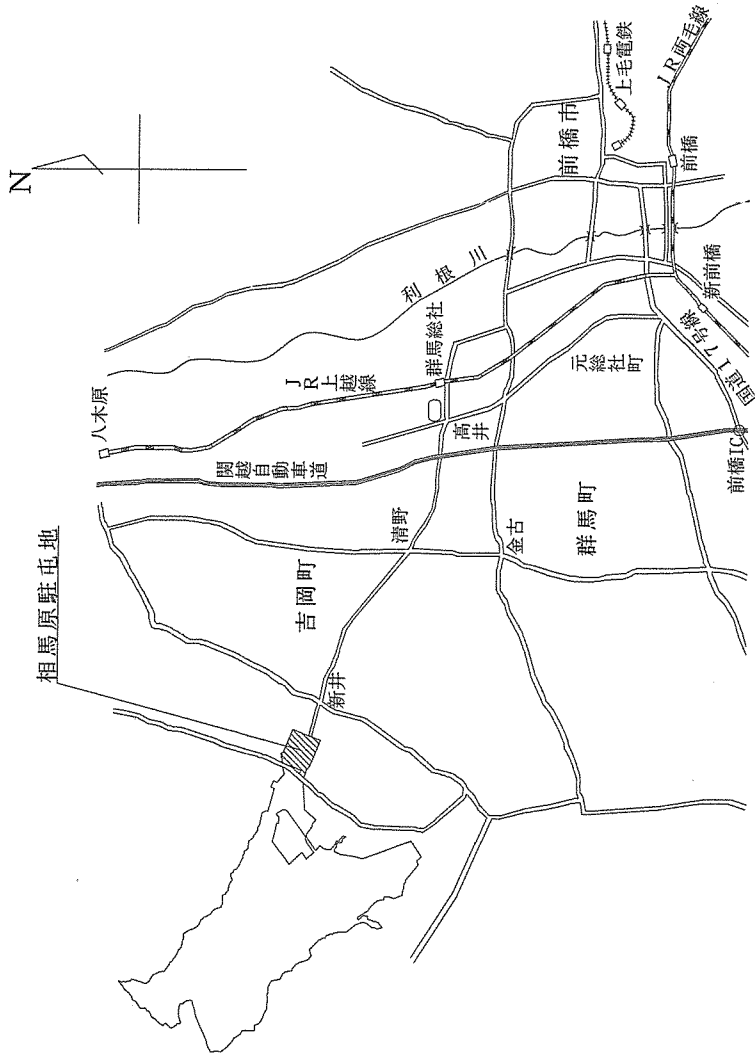 N
八木原
相馬原駐屯地
関越自動車道
JR上越線
利根川
群馬総社
前橋市
上毛電鉄
JR両毛線
前橋
新前橋
国道17号線
元総社町
高井
清野
吉岡町
新井
金古
群馬町
前橋IC